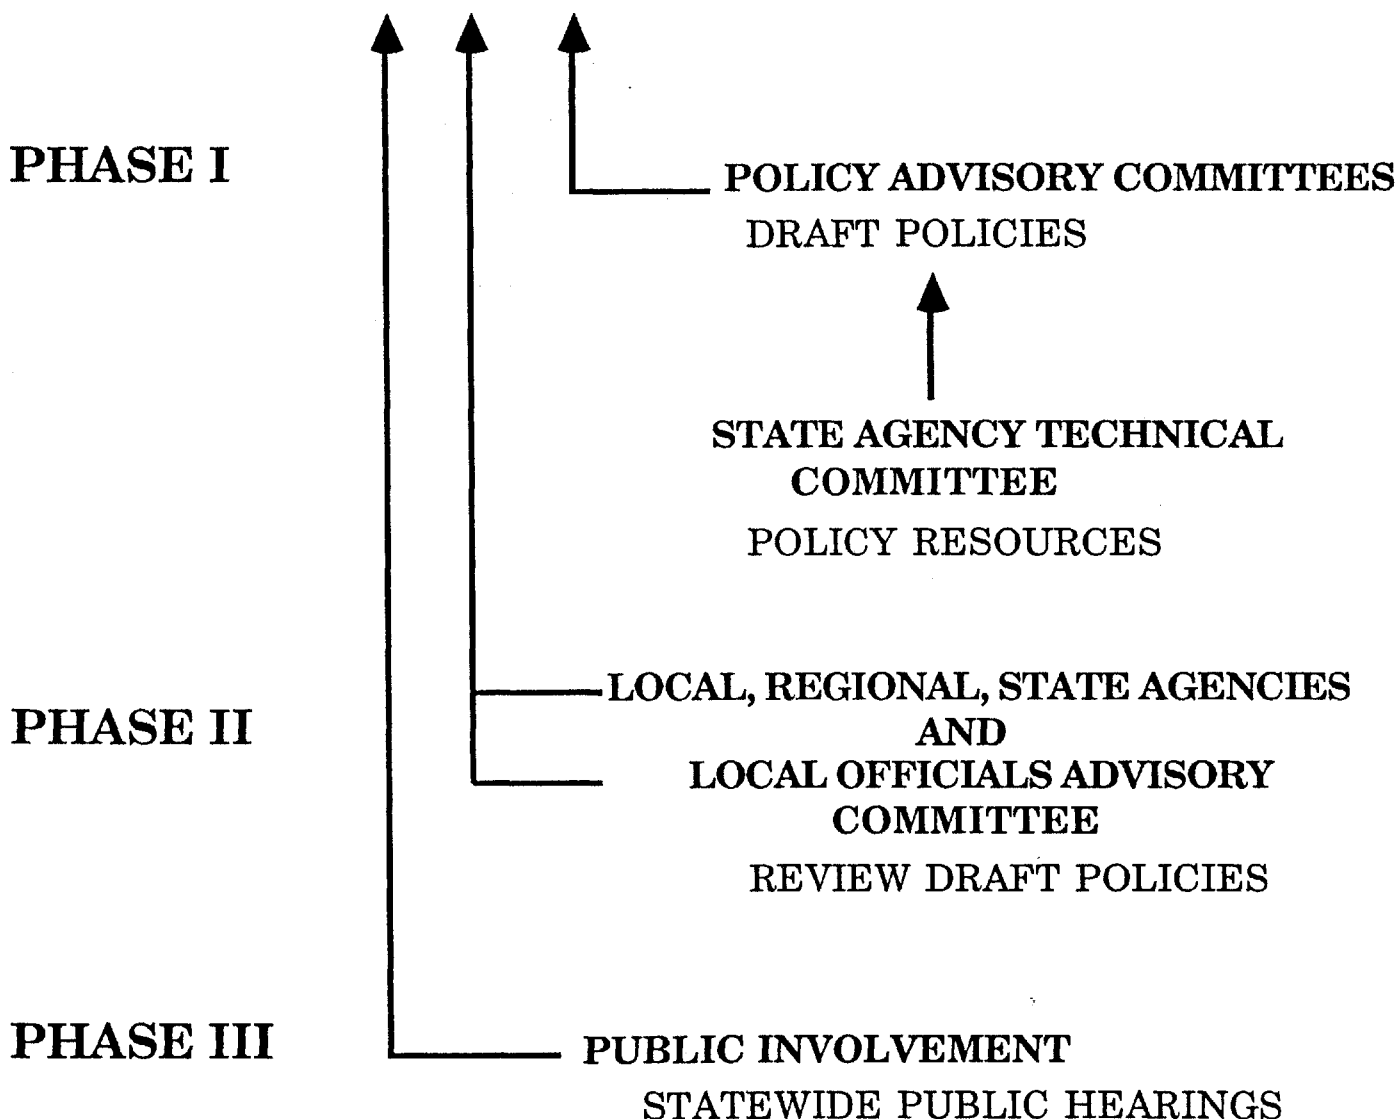 PHASE I
POLICY ADVISORY COMMITTEES
DRAFT POLICIES
STATE AGENCY TECHNICAL
COMMITTEE
POLICY RESOURCES
PHASE II
LOCAL, REGIONAL, STATE AGENCIES
AND
LOCAL OFFICIALS ADVISORY
COMMITTEE
REVIEW DRAFT POLICIES
PHASE III
PUBLIC INVOLVEMENT
STATEWIDE PUBLIC HEARINGS